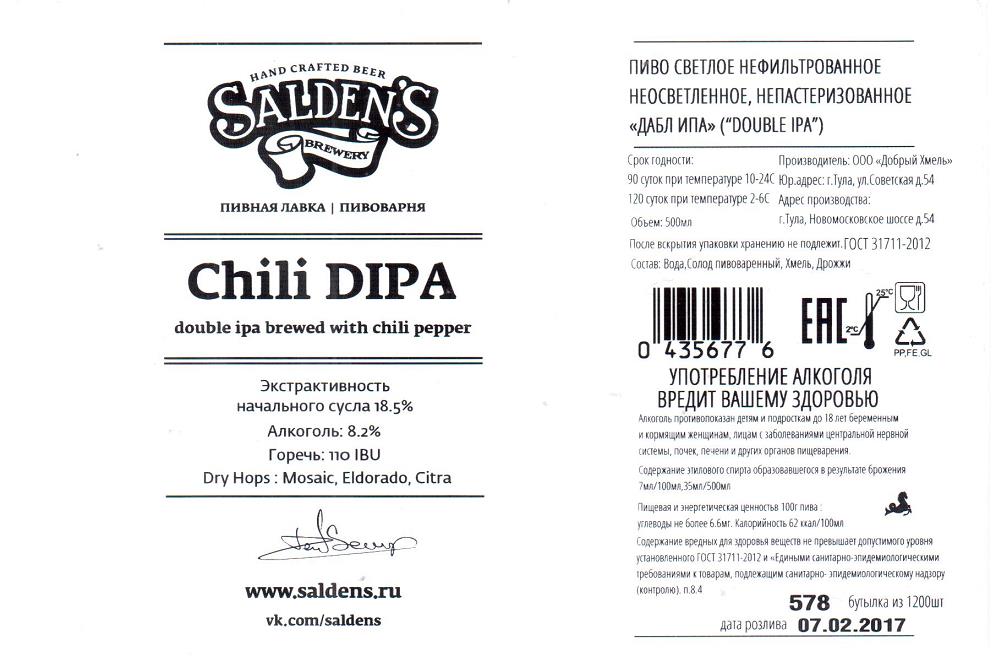 HAND CRAFTED BEER
SALDEN'S
BREWERY
ПИВНАЯ ЛАВКА | ПИВОВАРНЯ
Chili DIPA
double ipa brewed with chili pepper
Экстрактивность
начального сусла 18.5%
Алкоголь: 8.2%
Горечь: 110 IBU
Dry Hops : Mosaic, Eldorado, Citra
www.saldens.ru
vk.com/saldens
ПИВО СВЕТЛОЕ НЕФИЛЬТРОВАННОЕ
НЕОСВЕТЛЕННОЕ, НЕПАСТЕРИЗОВАННОЕ
«ДАБЛ ИПА» ("DOUBLE IPA")
Срок годности:
90 суток при температуре 10-24С
120 суток при температуре 2-6С
Объем: 500мл
Производитель: ООО «Добрый Хмель»
Юр.адрес: г.Тула, ул.Советская д.54
Адрес производства:
г.Тула, Новомосковское шоссе д.54
После вскрытия упаковки хранению не подлежит. ГОСТ 31711-2012
Состав: Вода,Солод пивоваренный, Хмель, Дрожжи
0 435677 6
EAC
25°C
2°C
PP,FE,GL
УПОТРЕБЛЕНИЕ АЛКОГОЛЯ
ВРЕДИТ ВАШЕМУ ЗДОРОВЬЮ
Алкоголь противопоказан детям и подросткам до 18 лет беременным
и кормящим женщинам, лицам с заболеваниями центральной нервной
системы, почек, печени и других органов пищеварения.
Содержание этилового спирта образовавшегося в результате брожения
7мл/100мл,35мл/500мл
Пищевая и энергетическая ценностьв 100г пива :
углеводы не более 6.6мг. Калорийность 62 ккал/100мл
Содержание вредных для здоровья веществ не превышает допустимого уровня
установленного ГОСТ 31711-2012 и «Едиными санитарно-эпидемиологическими
требованиями к товарам, подлежащим санитарно- эпидемиологическому надзору
(контролю), п.8.4
578 бутылка из 1200шт
дата розлива 07.02.2017